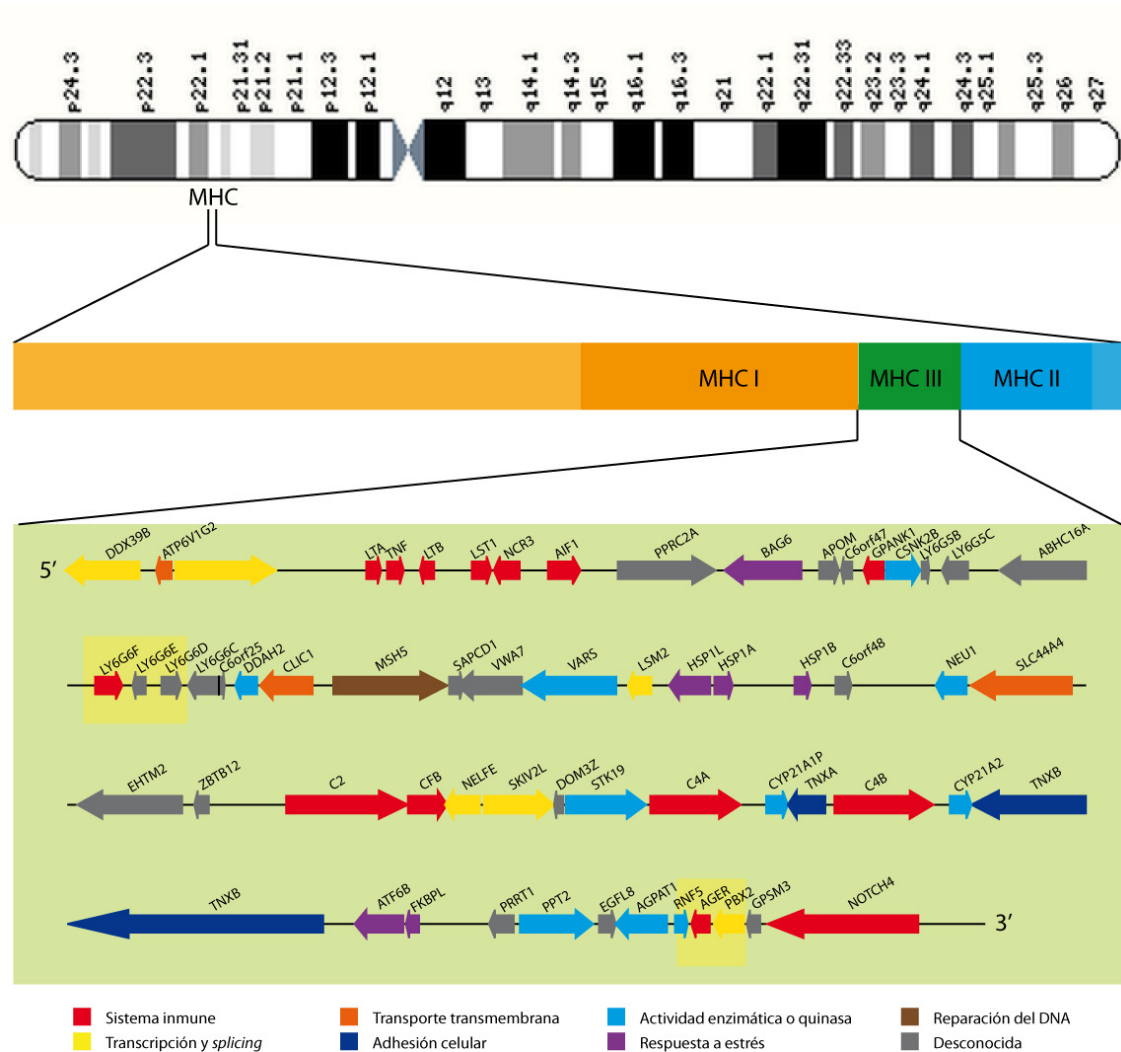 p24.3 p22.3 p22.1 p21.31 p21.2 p21.1 p12.3 p12.1 q12 q13 q14.1 q14.3 q15 q16.1 q16.3 q21 q22.1 q22.31 q22.33 q23.2 q23.3 q24.1 q24.3 q25.1 q25.3 q26 q27
MHC
MHC I MHC III MHC II
DDX39B ATP6V1G2 LTA TNF LTB LST1 NCR3 AIF1 PPRC2A BAG6 APOM C6orf47 GPANK1 CSNK2B LY6G5B LY6G5C ABHC16A
5′
LY6G6F LY6G6E LY6G6D LY6G6C C6orf25 DDAH2 CLIC1 MSH5 SAPCD1 VWA7 VARS LSM2 HSP1L HSP1A HSP1B C6orf48 NEU1 SLC44A4
EHTM2 ZBTB12 C2 CFB NELFE SKIV2L DOM3Z STK19 C4A CYP21A1P TNXA C4B CYP21A2 TNXB
TNXB ATF6B FKBPL PRRT1 PPT2 EGFL8 AGPAT1 RNF5 AGER PBX2 GPSM3 NOTCH4
3′
Sistema inmune Transporte transmembrana Actividad enzimática o quinasa Reparación del DNA
Transcripción y splicing Adhesión celular Respuesta a estrés Desconocida